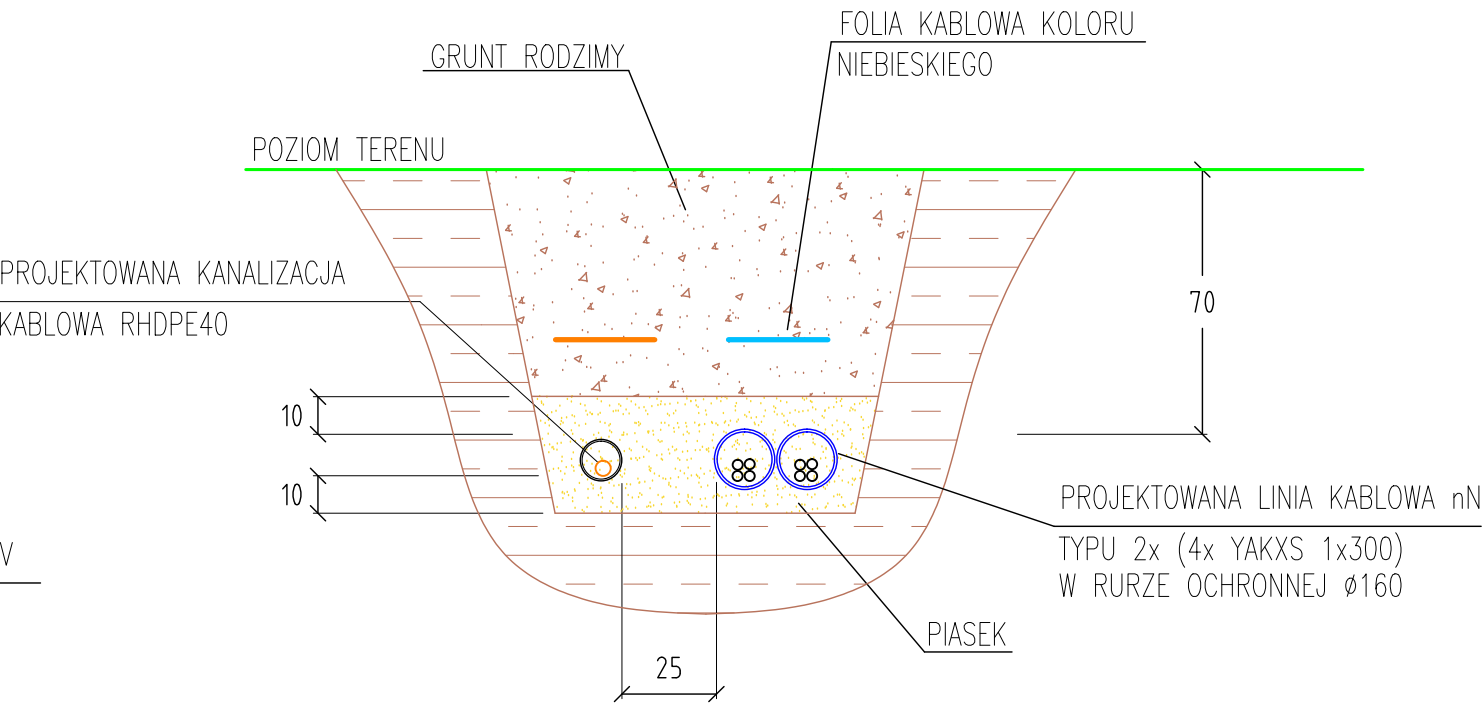 FOLIA KABLOWA KOLORU
NIEBIESKIEGO
GRUNT RODZIMY
POZIOM TERENU
PROJEKTOWANA KANALIZACJA
KABLOWA RHDPE40
70
10
10
PROJEKTOWANA LINIA KABLOWA nN
TYPU 2x (4x YAKXS 1x300)
W RURZE OCHRONNEJ ø160
V
PIASEK
25